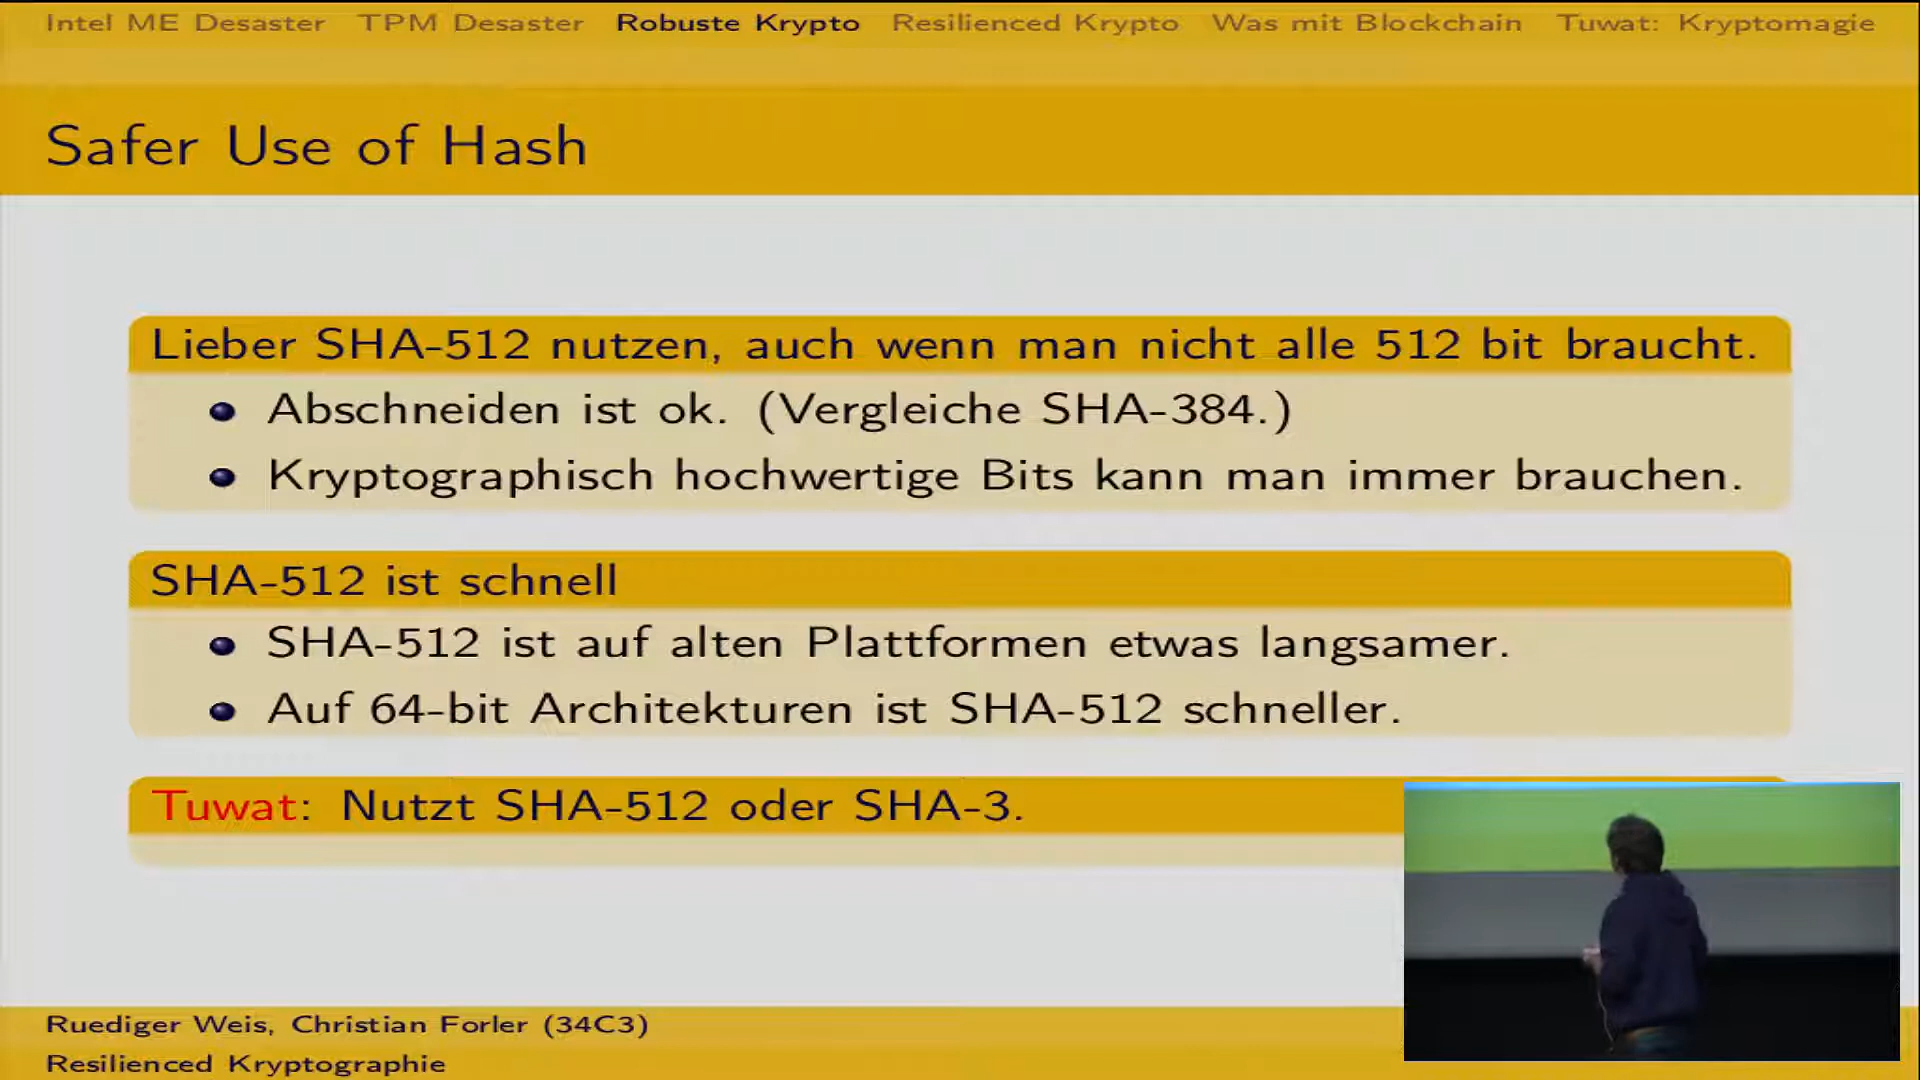 Intel ME Desaster TPM Desaster Robuste Krypto Resilienced Krypto Was mit Blockchain Tuwat: Kryptomagie
Safer Use of Hash
Lieber SHA-512 nutzen, auch wenn man nicht alle 512 bit braucht.
Abschneiden ist ok. (Vergleiche SHA-384.)
Kryptographisch hochwertige Bits kann man immer brauchen.
SHA-512 ist schnell
SHA-512 ist auf alten Plattformen etwas langsamer.
Auf 64-bit Architekturen ist SHA-512 schneller.
Tuwat: Nutzt SHA-512 oder SHA-3.
Ruediger Weis, Christian Forler (34C3)
Resilienced Kryptographie